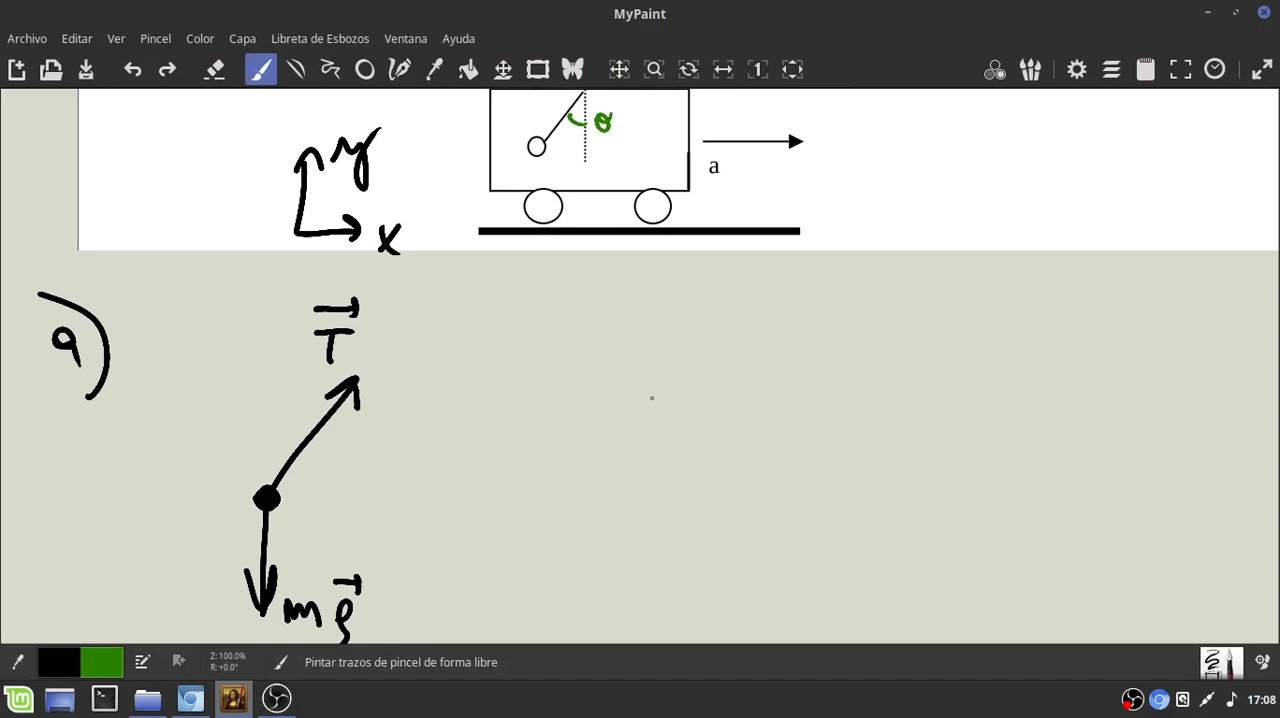 MyPaint
Archivo Editar Ver Pincel Color Capa Libreta de Esbozos Ventana Ayuda
θ
y
a
x
a)
T
mg
Z: 100.0%
R: +0.0°
Pintar trazos de pincel de forma libre
17:08